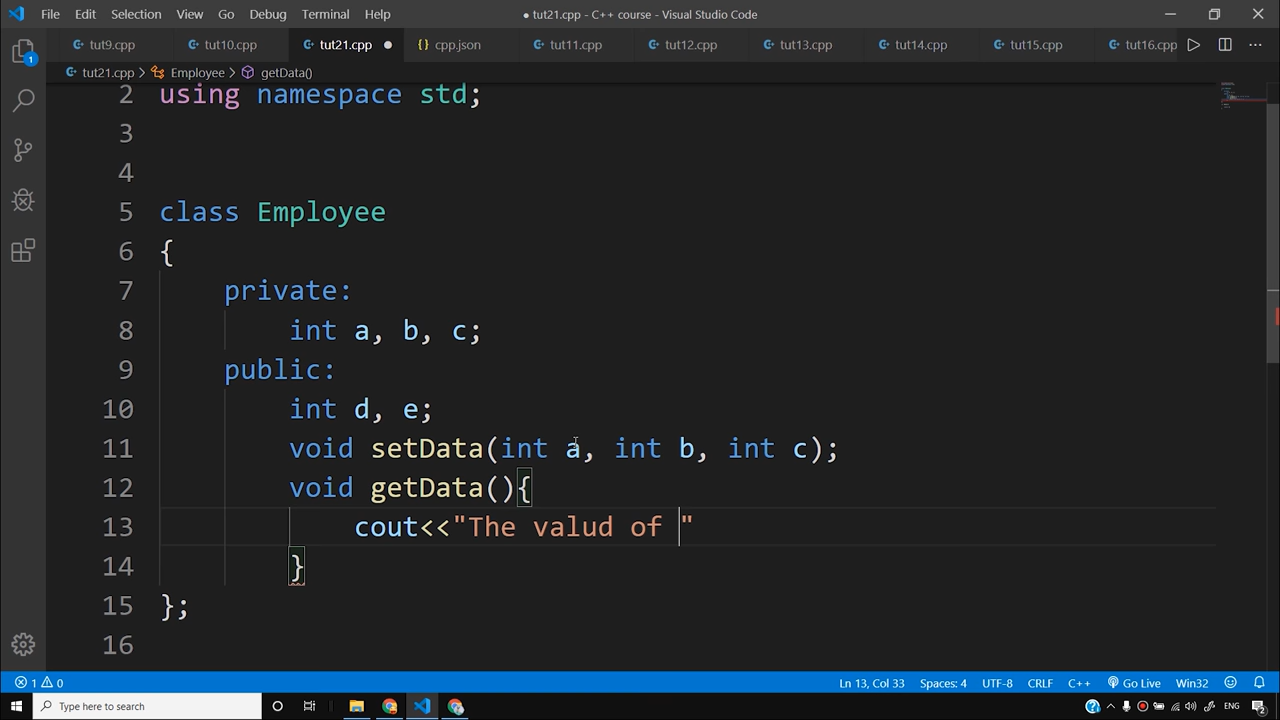 File Edit Selection View Go Debug Terminal Help ● tut21.cpp - C++ course - Visual Studio Code
tut9.cpp tut10.cpp tut21.cpp cpp.json tut11.cpp tut12.cpp tut13.cpp tut14.cpp tut15.cpp tut16.cpp
tut21.cpp > Employee > getData()
2 using namespace std;
3
4
5 class Employee
6 {
7 private:
8 int a, b, c;
9 public:
10 int d, e;
11 void setData(int a, int b, int c);
12 void getData(){
13 cout<<"The valud of "
14 }
15 };
16
1 0 Ln 13, Col 33 Spaces: 4 UTF-8 CRLF C++ Go Live Win32
Type here to search ENG 2